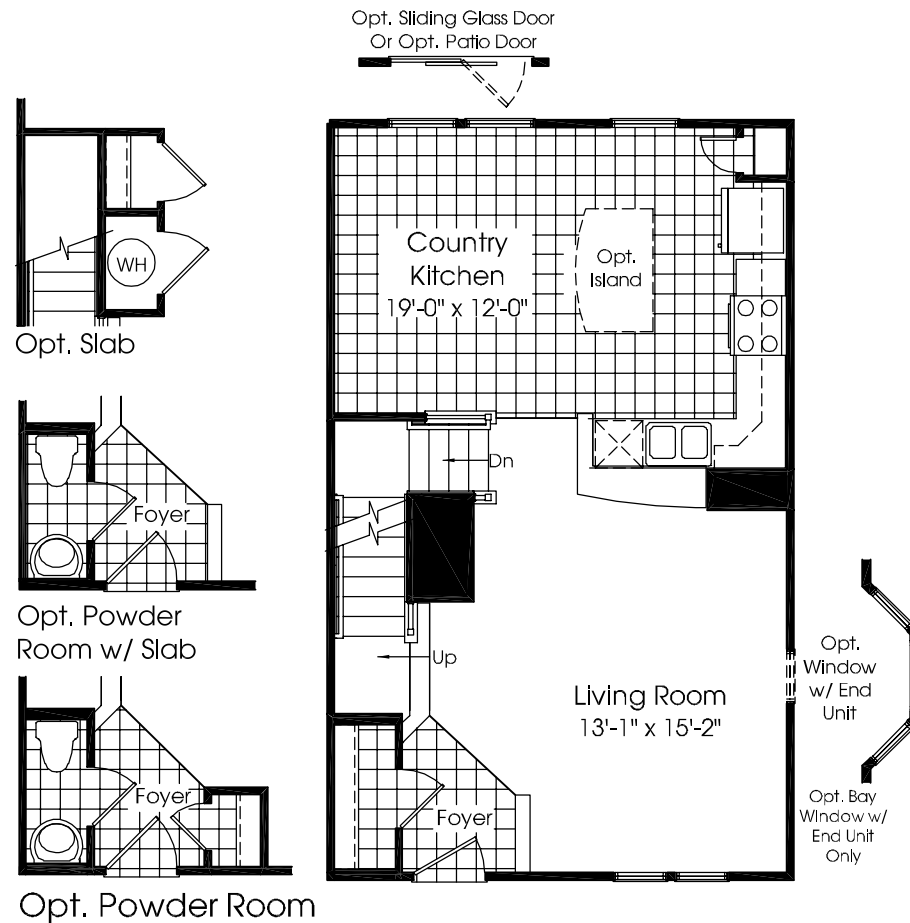 Opt. Sliding Glass Door
Or Opt. Patio Door
WH
Opt. Slab
Country
Kitchen
19'-0" x 12'-0"
Opt.
Island
Dn
Foyer
Opt. Powder
Room w/ Slab
Up
Living Room
13'-1" x 15'-2"
Opt.
Window
w/ End
Unit
Foyer
Foyer
Opt. Bay
Window w/
End Unit
Only
Opt. Powder Room